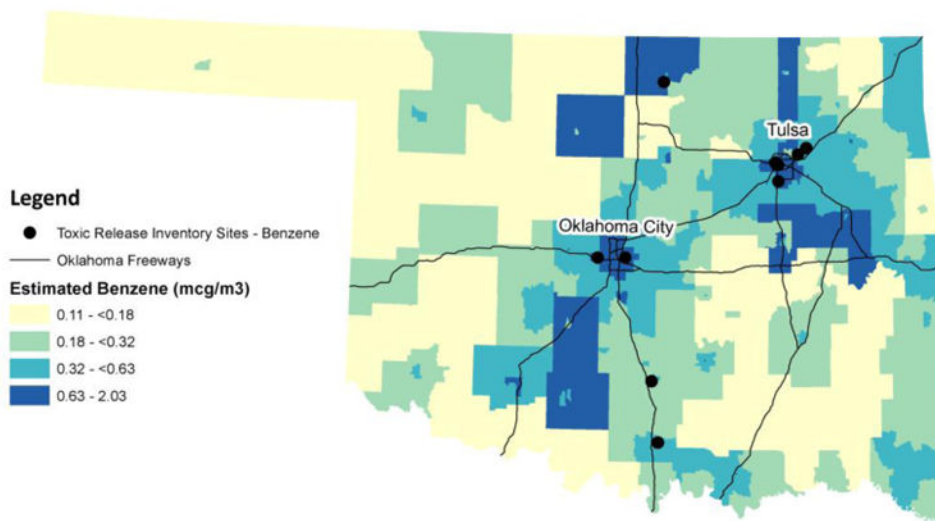 Tulsa
Oklahoma City
Legend
Toxic Release Inventory Sites - Benzene
Oklahoma Freeways
Estimated Benzene (mcg/m3)
0.11 - <0.18
0.18 - <0.32
0.32 - <0.63
0.63 - 2.03